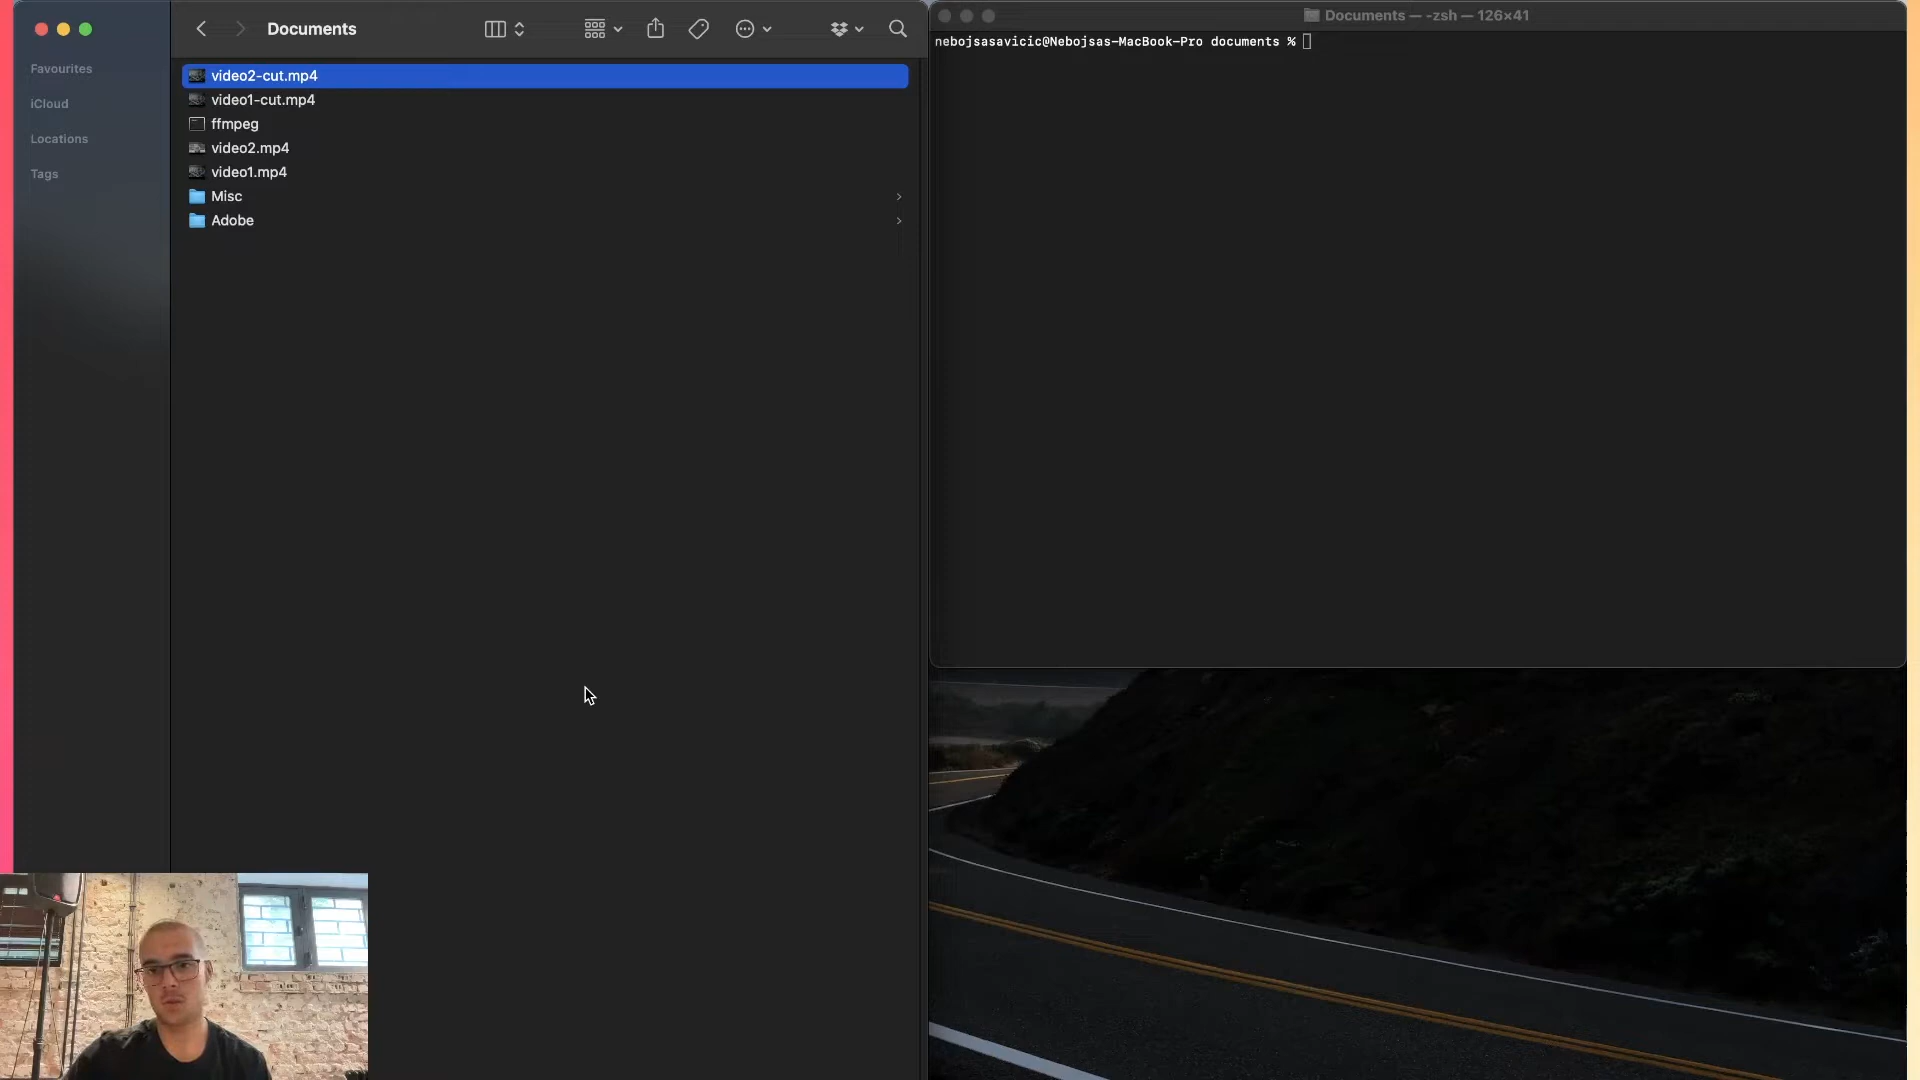 Documents
Favourites
iCloud
Locations
Tags
video2-cut.mp4
video1-cut.mp4
ffmpeg
video2.mp4
video1.mp4
Misc
Adobe
Documents — -zsh — 126×41
nebojsasavicic@Nebojsas-MacBook-Pro documents %